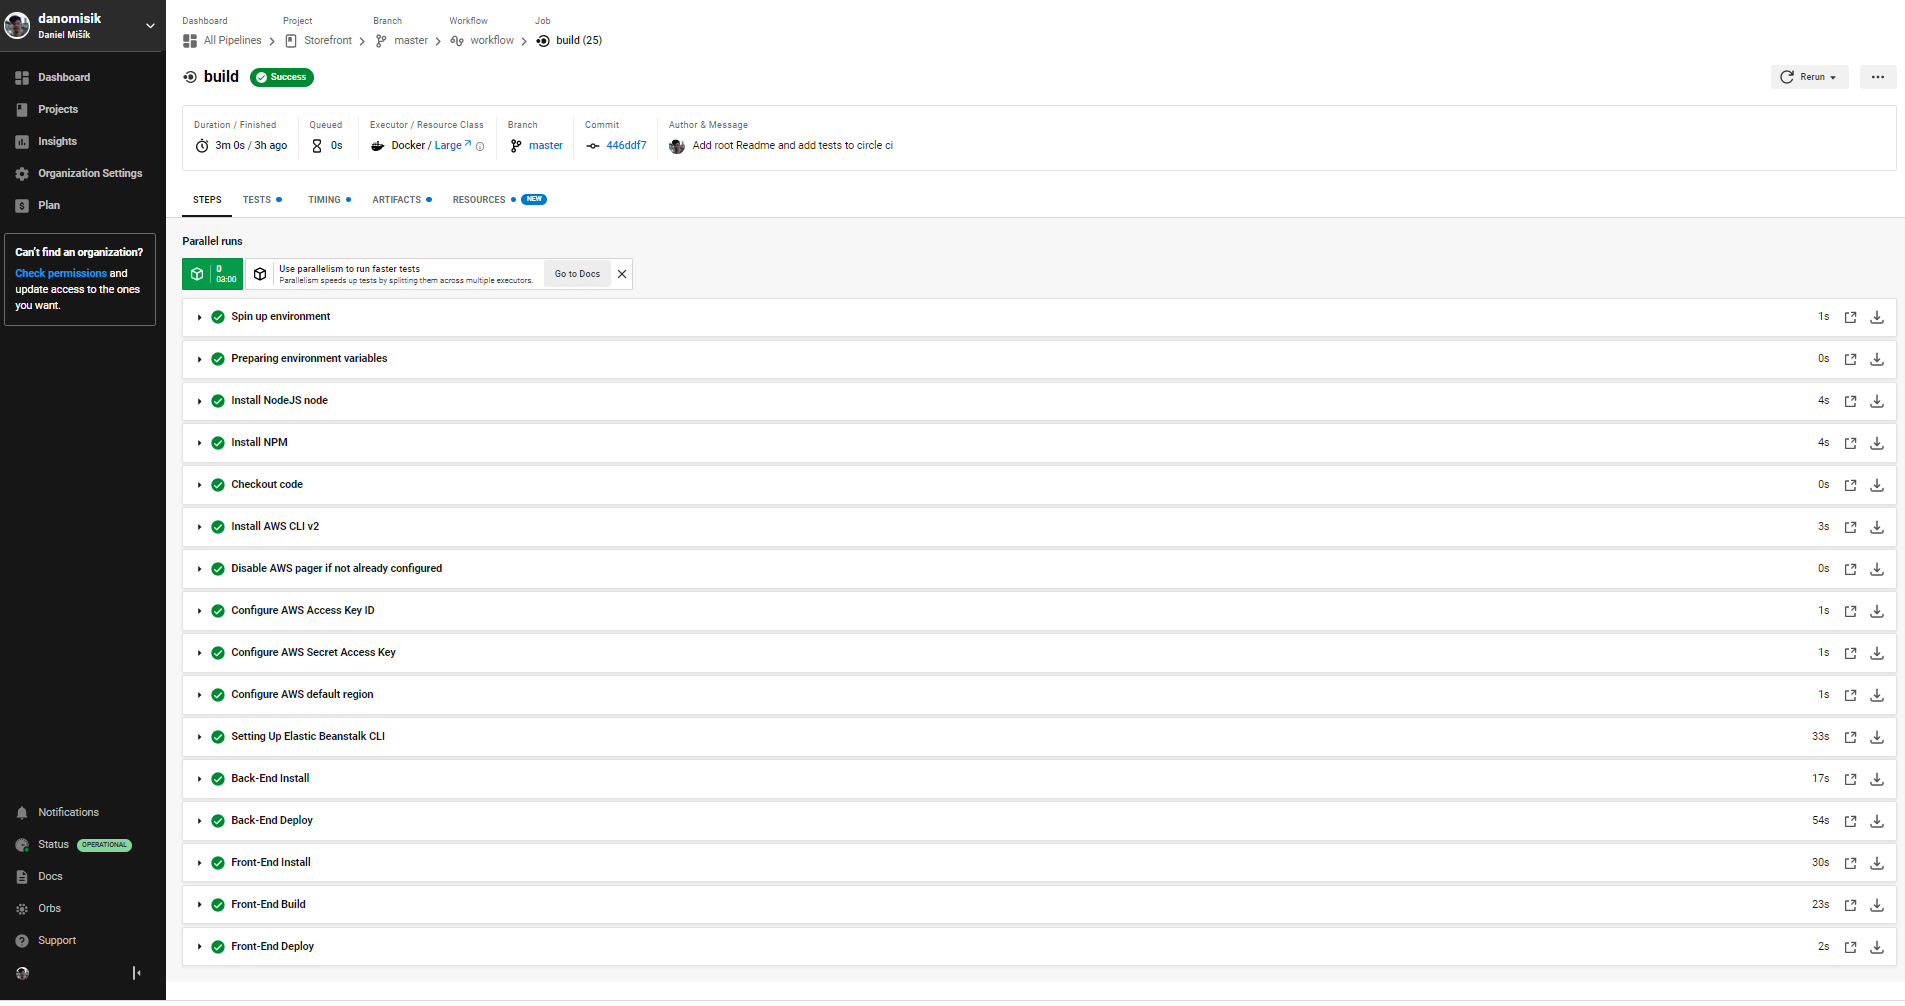 danomisik
Daniel Mišík
Dashboard
Projects
Insights
Organization Settings
Plan
Can't find an organization?
Check permissions and
update access to the ones
you want.
Notifications
Status OPERATIONAL
Docs
Orbs
Support
Dashboard Project Branch Workflow Job
All Pipelines Storefront master workflow build (25)
build Success
Rerun
Duration / Finished Queued Executor / Resource Class Branch Commit Author & Message
3m 0s / 3h ago 0s Docker / Large master 446ddf7 Add root Readme and add tests to circle ci
STEPS TESTS TIMING ARTIFACTS RESOURCES NEW
Parallel runs
0
03:00
Use parallelism to run faster tests
Parallelism speeds up tests by splitting them across multiple executors.
Go to Docs
Spin up environment 1s
Preparing environment variables 0s
Install NodeJS node 4s
Install NPM 4s
Checkout code 0s
Install AWS CLI v2 3s
Disable AWS pager if not already configured 0s
Configure AWS Access Key ID 1s
Configure AWS Secret Access Key 1s
Configure AWS default region 1s
Setting Up Elastic Beanstalk CLI 33s
Back-End Install 17s
Back-End Deploy 54s
Front-End Install 30s
Front-End Build 23s
Front-End Deploy 2s